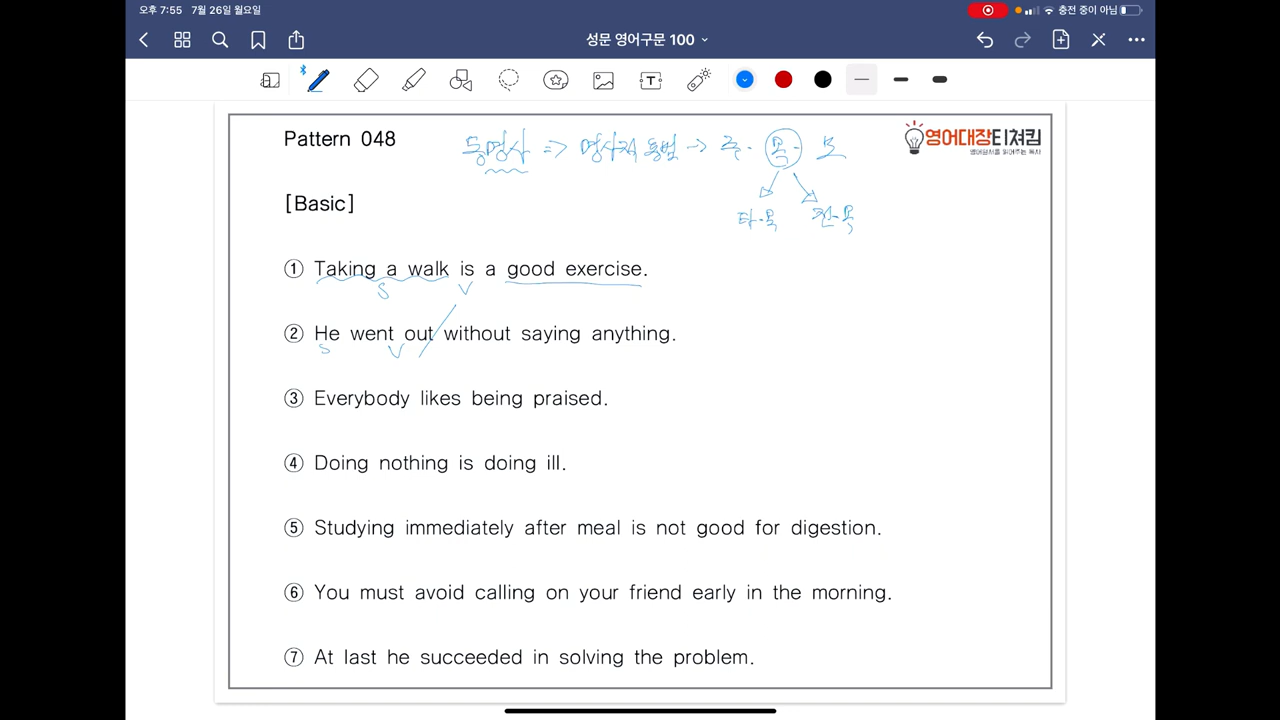 오후 7:55 7월 26일 월요일
충전 중이 아님
성문 영어구문 100
Pattern 048
동명사 => 명사적 용법 → 주·목·보
영어대장티쳐킴
타·목 전·목
[Basic]
① Taking a walk is a good exercise.
S V
② He went out without saying anything.
S V
③ Everybody likes being praised.
④ Doing nothing is doing ill.
⑤ Studying immediately after meal is not good for digestion.
⑥ You must avoid calling on your friend early in the morning.
⑦ At last he succeeded in solving the problem.